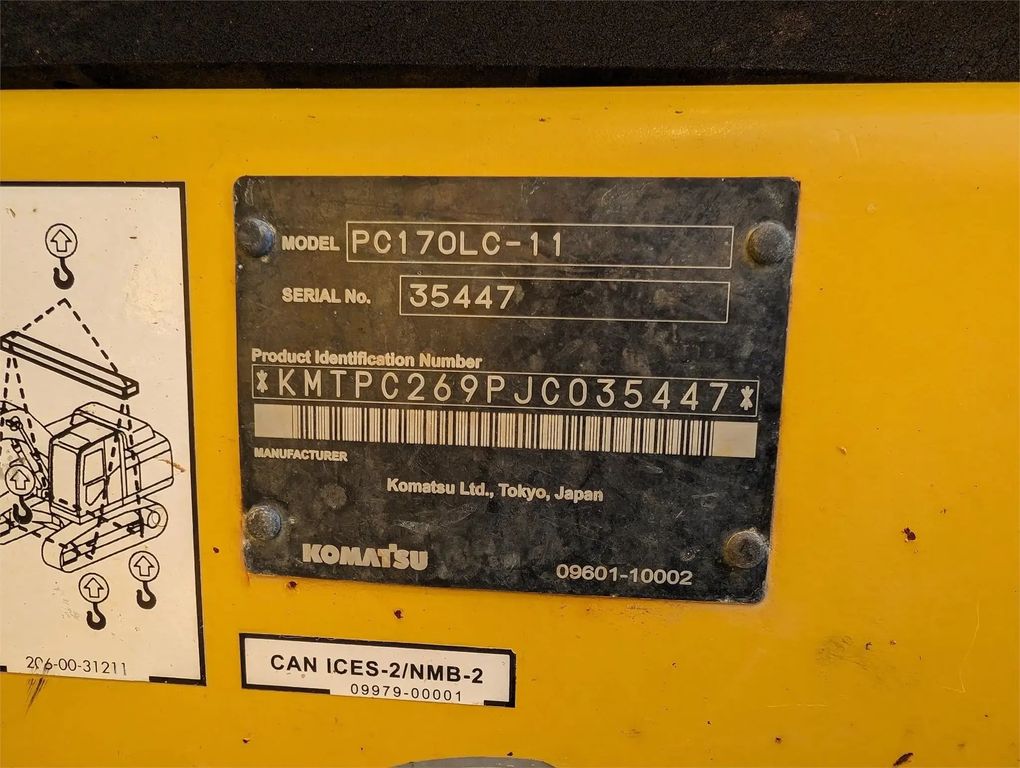 MODEL PC170LC-11
SERIAL No. 35447
Product Identification Number
*KMTPC269PJC035447*
MANUFACTURER
Komatsu Ltd., Tokyo, Japan
KOMATSU
09601-10002
206-00-31211
CAN ICES-2/NMB-2
09979-00001